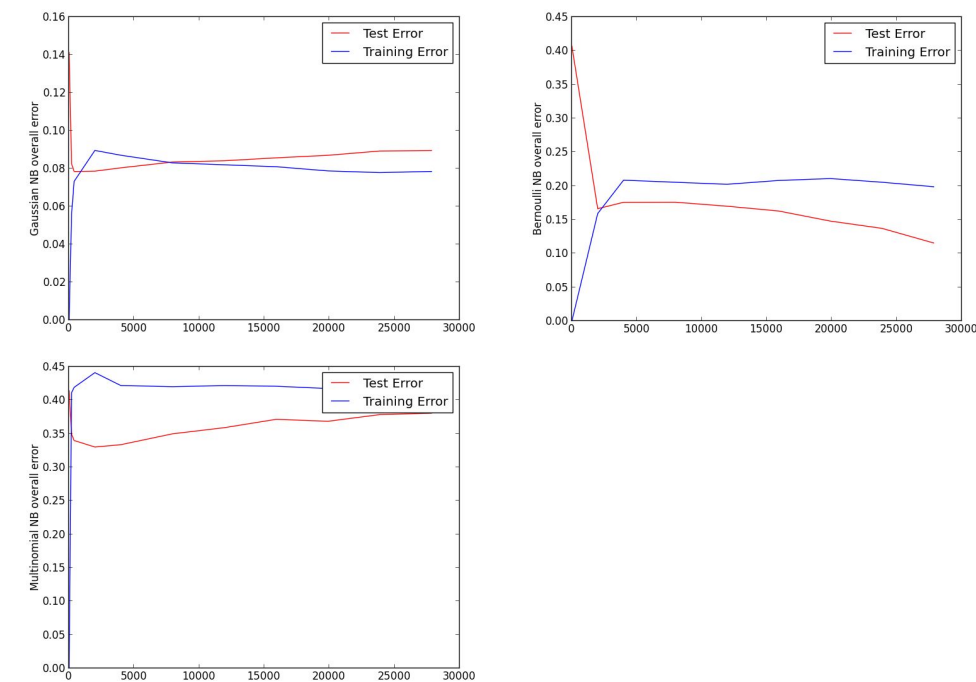 Gaussian NB overall error
0.16
0.14
0.12
0.10
0.08
0.06
0.04
0.02
0.00
0 5000 10000 15000 20000 25000 30000
Test Error
Training Error
Bernoulli NB overall error
0.45
0.40
0.35
0.30
0.25
0.20
0.15
0.10
0.05
0.00
0 5000 10000 15000 20000 25000 30000
Test Error
Training Error
Multinomial NB overall error
0.45
0.40
0.35
0.30
0.25
0.20
0.15
0.10
0.05
0.00
0 5000 10000 15000 20000 25000 30000
Test Error
Training Error